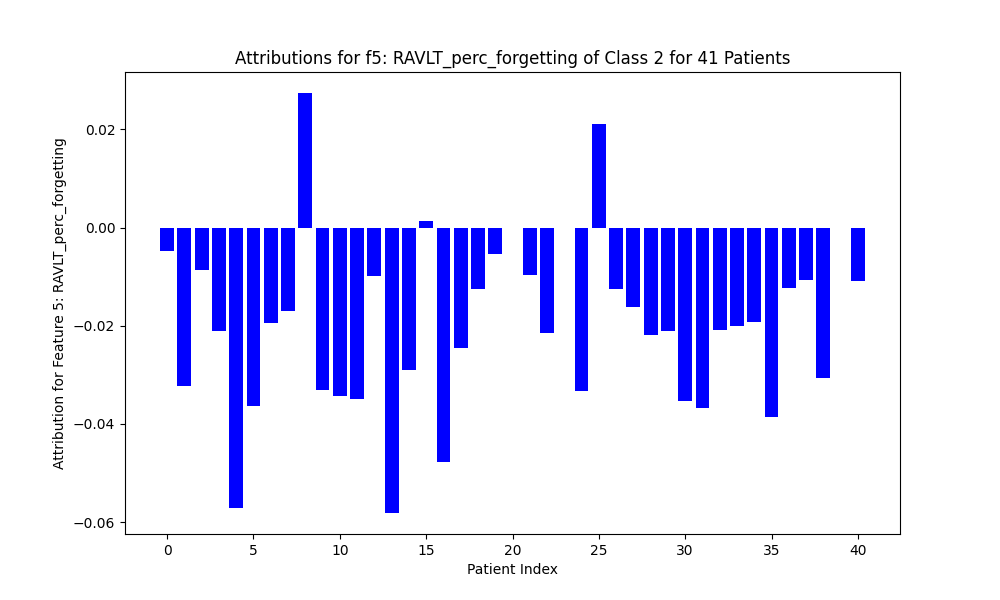 Attributions for f5: RAVLT_perc_forgetting of Class 2 for 41 Patients
Attribution for Feature 5: RAVLT_perc_forgetting
0.02
0.00
−0.02
−0.04
−0.06
0 5 10 15 20 25 30 35 40
Patient Index